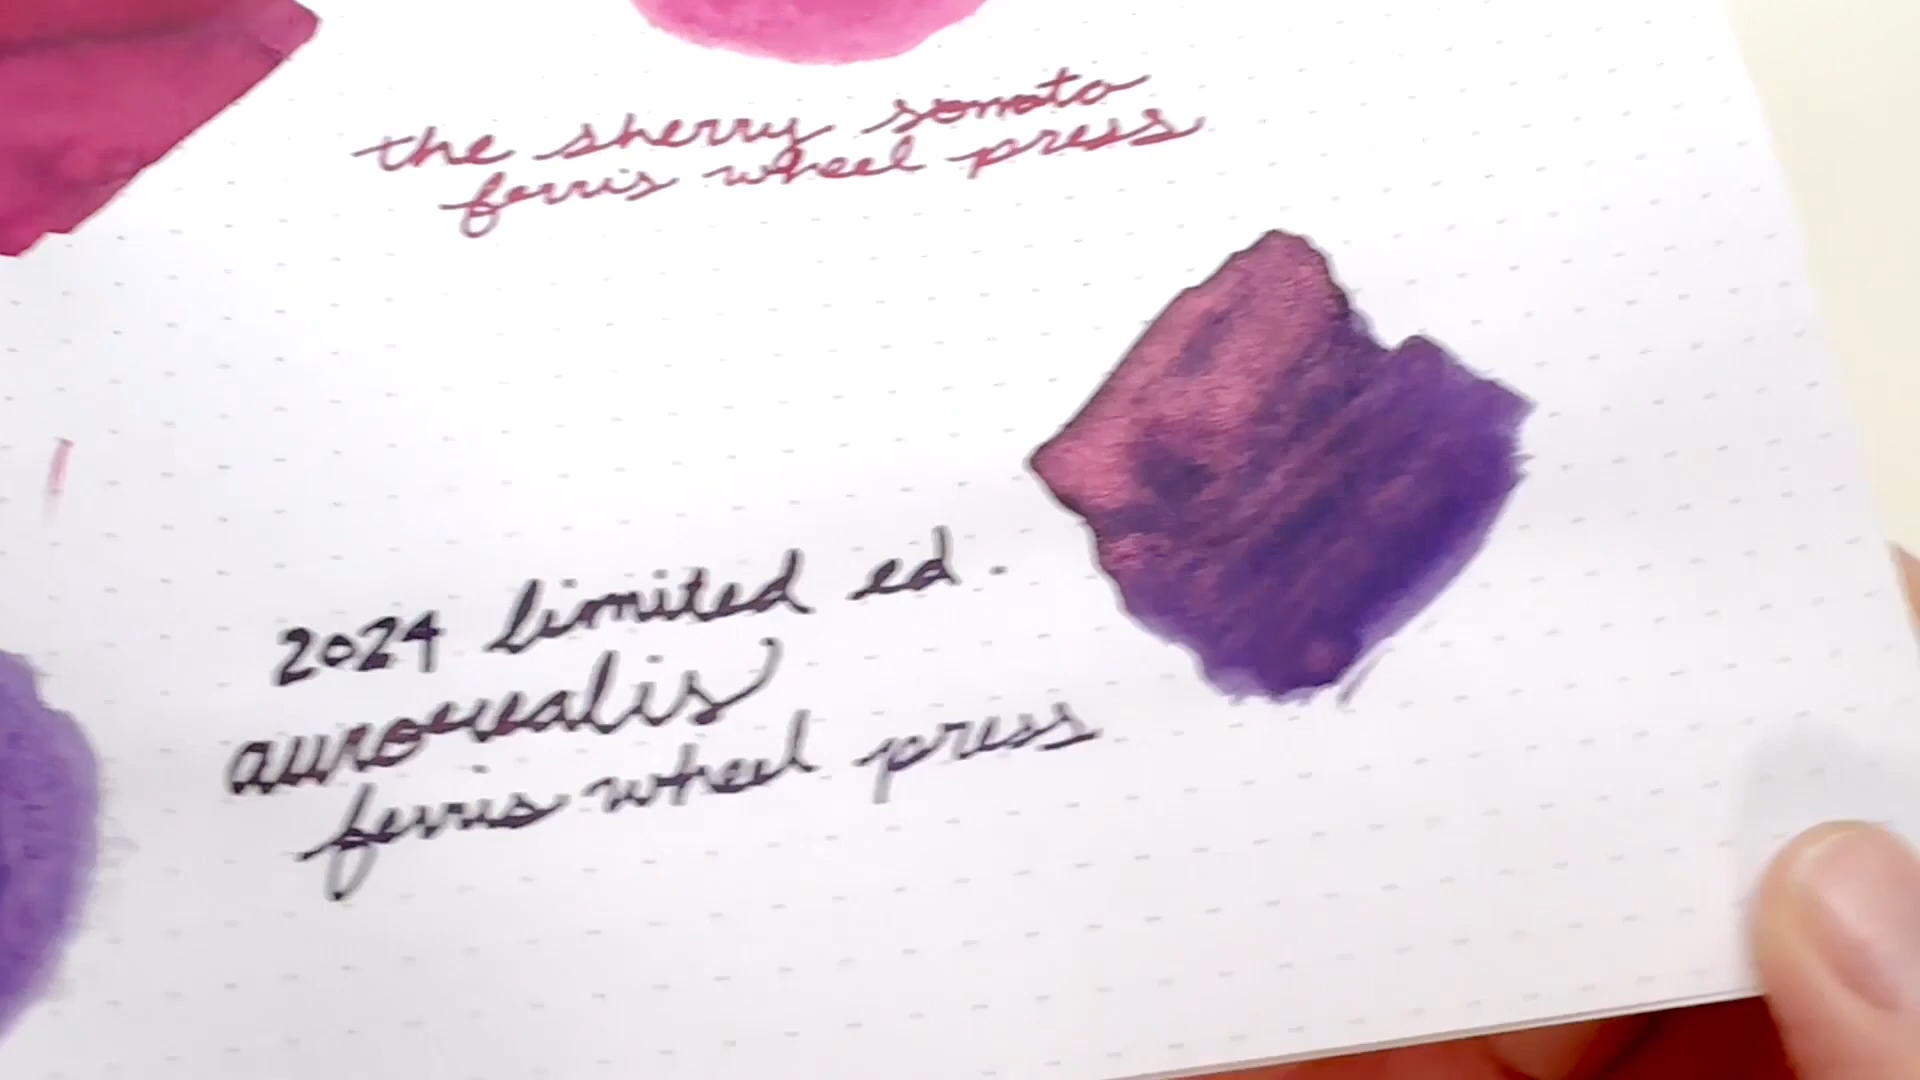 the sherry sonata
ferris wheel press
2024 limited ed.
aurorealis
ferris wheel press